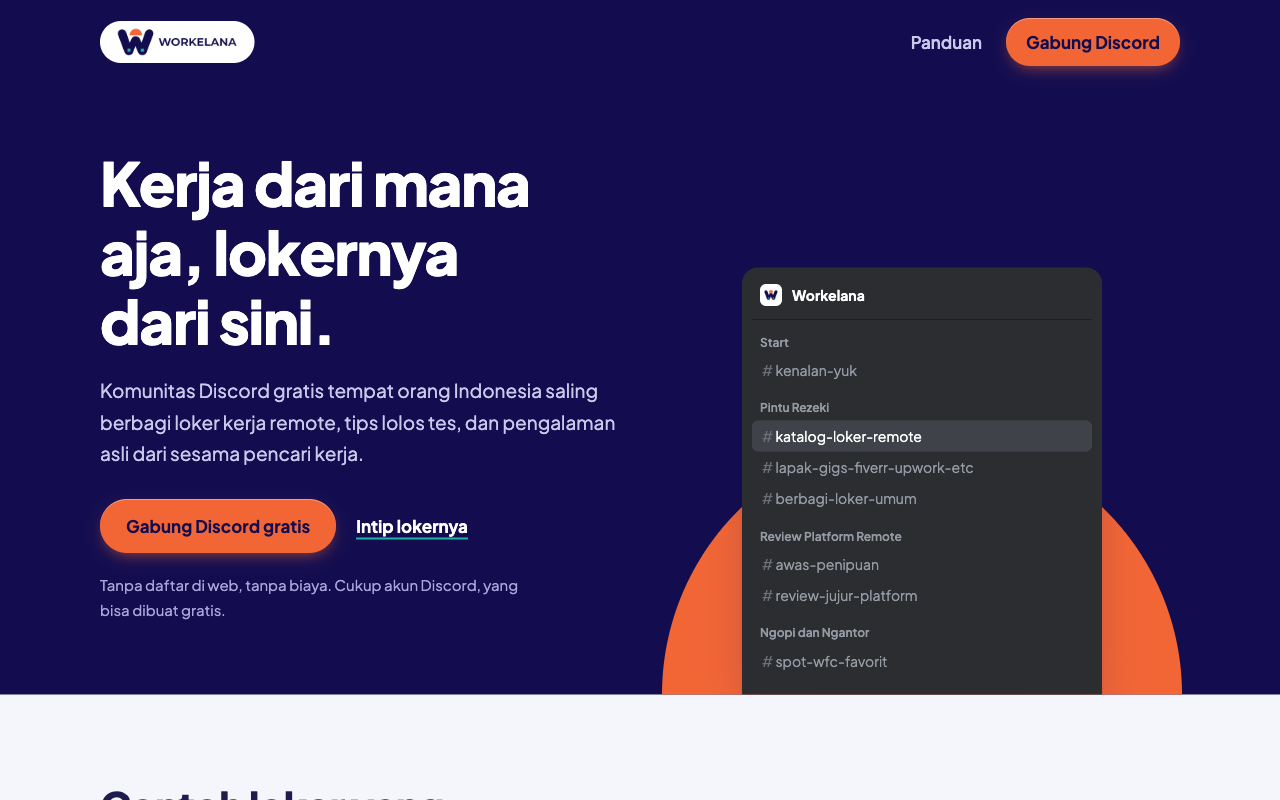 WORKELANA
Panduan
Gabung Discord
Kerja dari mana
aja, lokernya
dari sini.
Komunitas Discord gratis tempat orang Indonesia saling
berbagi loker kerja remote, tips lolos tes, dan pengalaman
asli dari sesama pencari kerja.
Gabung Discord gratis
Intip lokernya
Tanpa daftar di web, tanpa biaya. Cukup akun Discord, yang
bisa dibuat gratis.
Workelana
Start
# kenalan-yuk
Pintu Rezeki
# katalog-loker-remote
# lapak-gigs-fiverr-upwork-etc
# berbagi-loker-umum
Review Platform Remote
# awas-penipuan
# review-jujur-platform
Ngopi dan Ngantor
# spot-wfc-favorit
Contoh loker yang